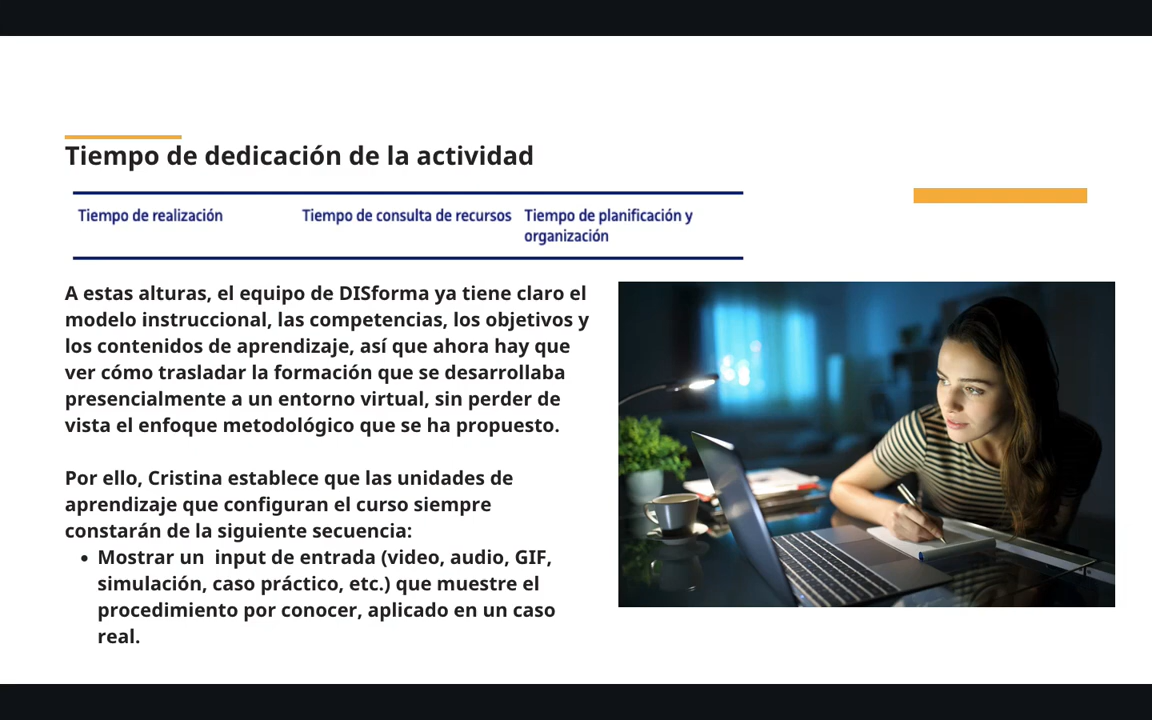 Tiempo de dedicación de la actividad
Tiempo de realización
Tiempo de consulta de recursos
Tiempo de planificación y
organización
A estas alturas, el equipo de DISforma ya tiene claro el
modelo instruccional, las competencias, los objetivos y
los contenidos de aprendizaje, así que ahora hay que
ver cómo trasladar la formación que se desarrollaba
presencialmente a un entorno virtual, sin perder de
vista el enfoque metodológico que se ha propuesto.
Por ello, Cristina establece que las unidades de
aprendizaje que configuran el curso siempre
constarán de la siguiente secuencia:
• Mostrar un  input de entrada (video, audio, GIF,
simulación, caso práctico, etc.) que muestre el
procedimiento por conocer, aplicado en un caso
real.